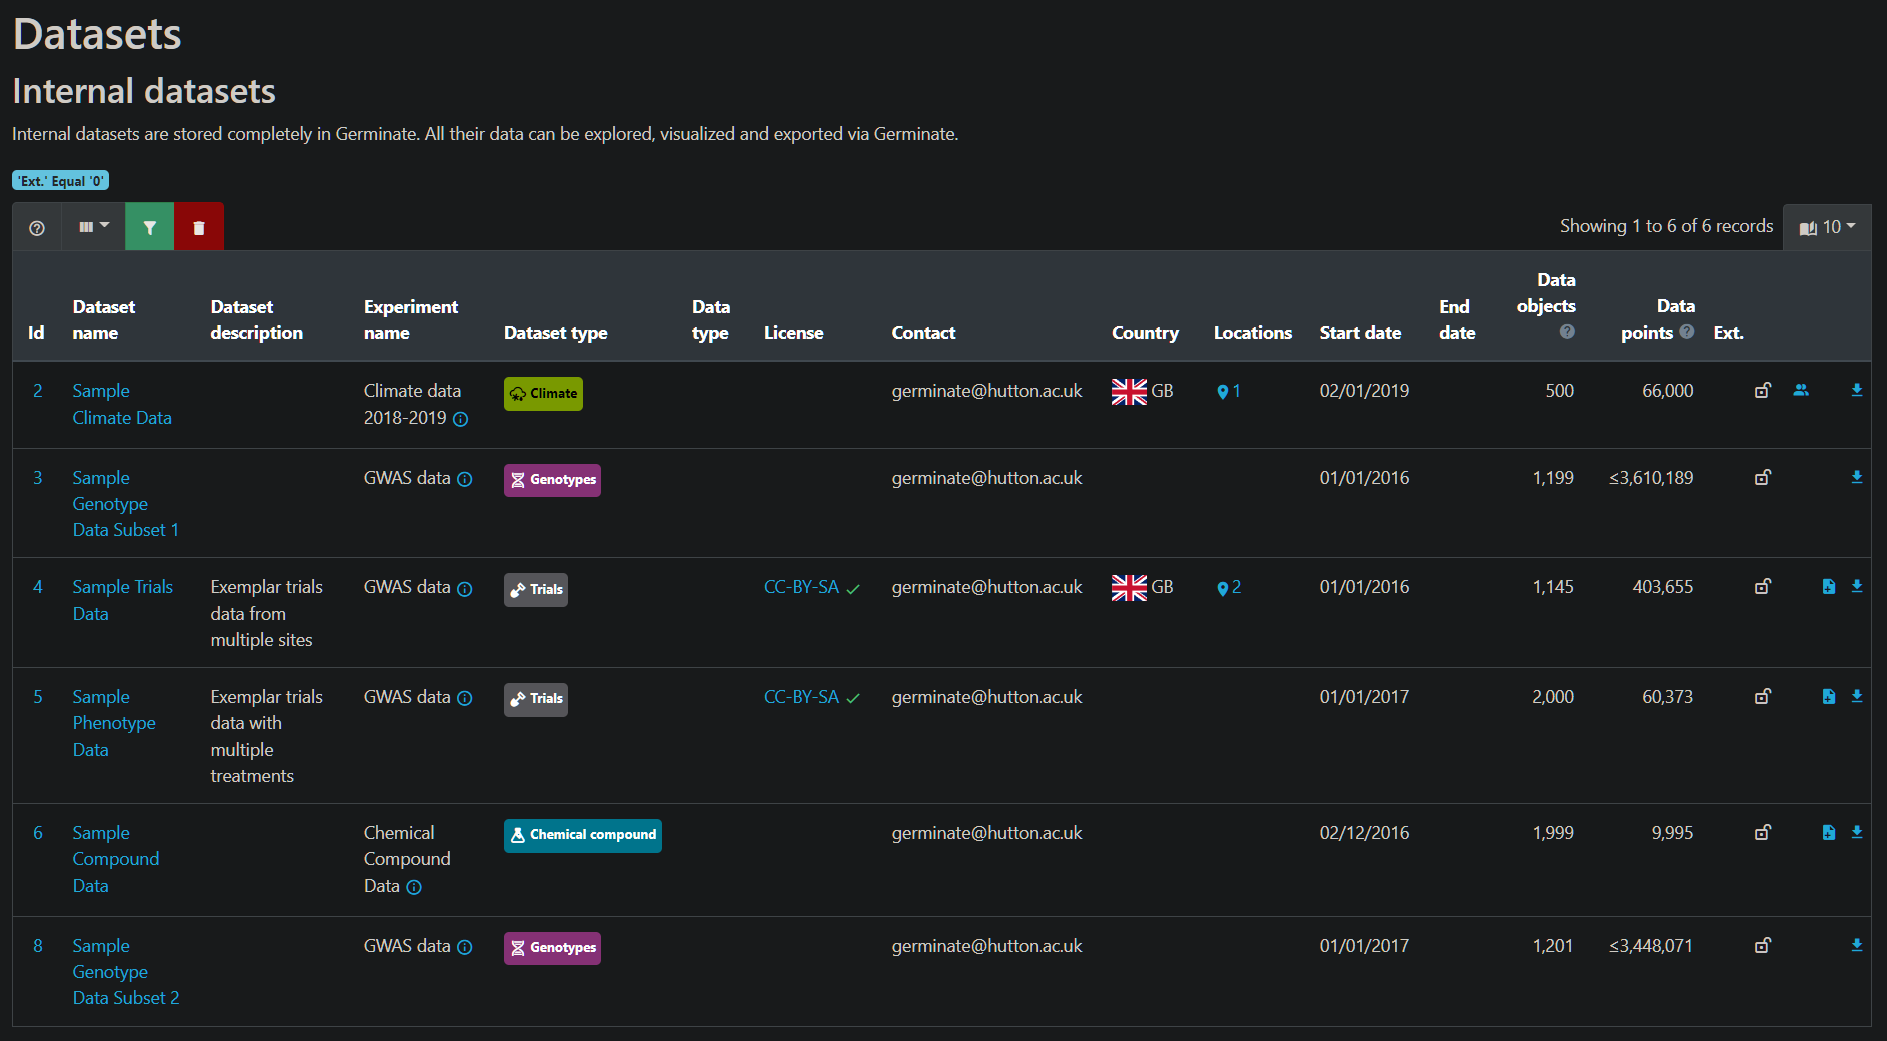 Datasets
Internal datasets
Internal datasets are stored completely in Germinate. All their data can be explored, visualized and exported via Germinate.
'Ext.' Equal '0'
Showing 1 to 6 of 6 records 10
Id Dataset name Dataset description Experiment name Dataset type Data type License Contact Country Locations Start date End date Data objects Data points Ext.
2 Sample Climate Data Climate data 2018-2019 Climate germinate@hutton.ac.uk GB 1 02/01/2019 500 66,000
3 Sample Genotype Data Subset 1 GWAS data Genotypes germinate@hutton.ac.uk 01/01/2016 1,199 ≤3,610,189
4 Sample Trials Data Exemplar trials data from multiple sites GWAS data Trials CC-BY-SA germinate@hutton.ac.uk GB 2 01/01/2016 1,145 403,655
5 Sample Phenotype Data Exemplar trials data with multiple treatments GWAS data Trials CC-BY-SA germinate@hutton.ac.uk 01/01/2017 2,000 60,373
6 Sample Compound Data Chemical Compound Data Chemical compound germinate@hutton.ac.uk 02/12/2016 1,999 9,995
8 Sample Genotype Data Subset 2 GWAS data Genotypes germinate@hutton.ac.uk 01/01/2017 1,201 ≤3,448,071